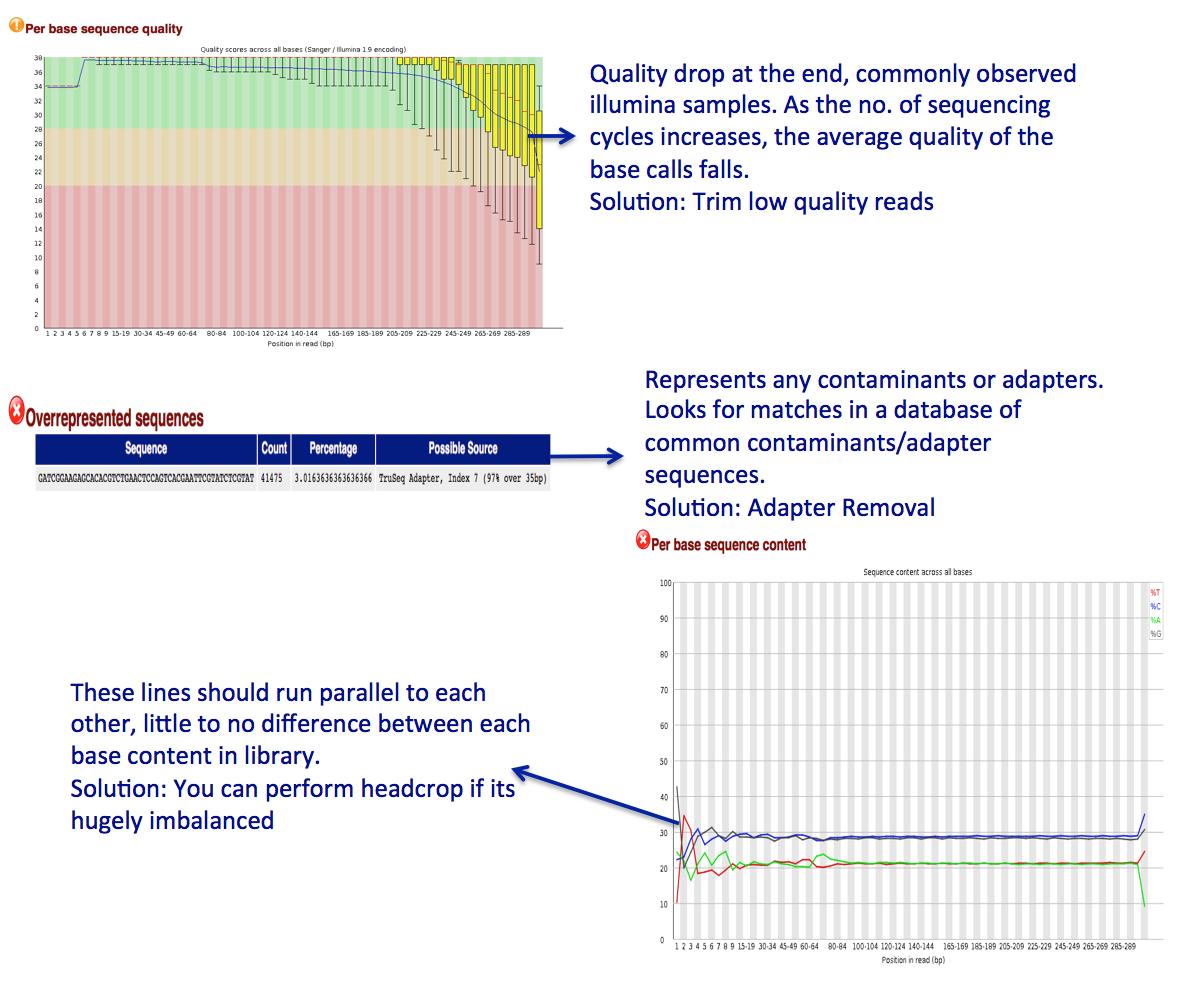 Per base sequence quality
Quality scores across all bases (Sanger / Illumina 1.9 encoding)
38
36
34
32
30
28
26
24
22
20
18
16
14
12
10
8
6
4
2
0
1 2 3 4 5 6 7 8 9 15-19 30-34 45-49 60-64 80-84 100-104 120-124 140-144 165-169 185-189 205-209 225-229 245-249 265-269 285-289
Position in read (bp)
Quality drop at the end, commonly observed
illumina samples. As the no. of sequencing
cycles increases, the average quality of the
base calls falls.
Solution: Trim low quality reads
Overrepresented sequences
Sequence Count Percentage Possible Source
GATCGGAAGAGCACACGTCTGAACTCCAGTCACGAATTCGTATCTCGTAT 41475 3.0163636363636366 TruSeq Adapter, Index 7 (97% over 35bp)
Represents any contaminants or adapters.
Looks for matches in a database of
common contaminants/adapter
sequences.
Solution: Adapter Removal
Per base sequence content
Sequence content across all bases
100
90
80
70
60
50
40
30
20
10
0
%T
%C
%A
%G
1 2 3 4 5 6 7 8 9 15-19 30-34 45-49 60-64 80-84 100-104 120-124 140-144 165-169 185-189 205-209 225-229 245-249 265-269 285-289
Position in read (bp)
These lines should run parallel to each
other, little to no difference between each
base content in library.
Solution: You can perform headcrop if its
hugely imbalanced